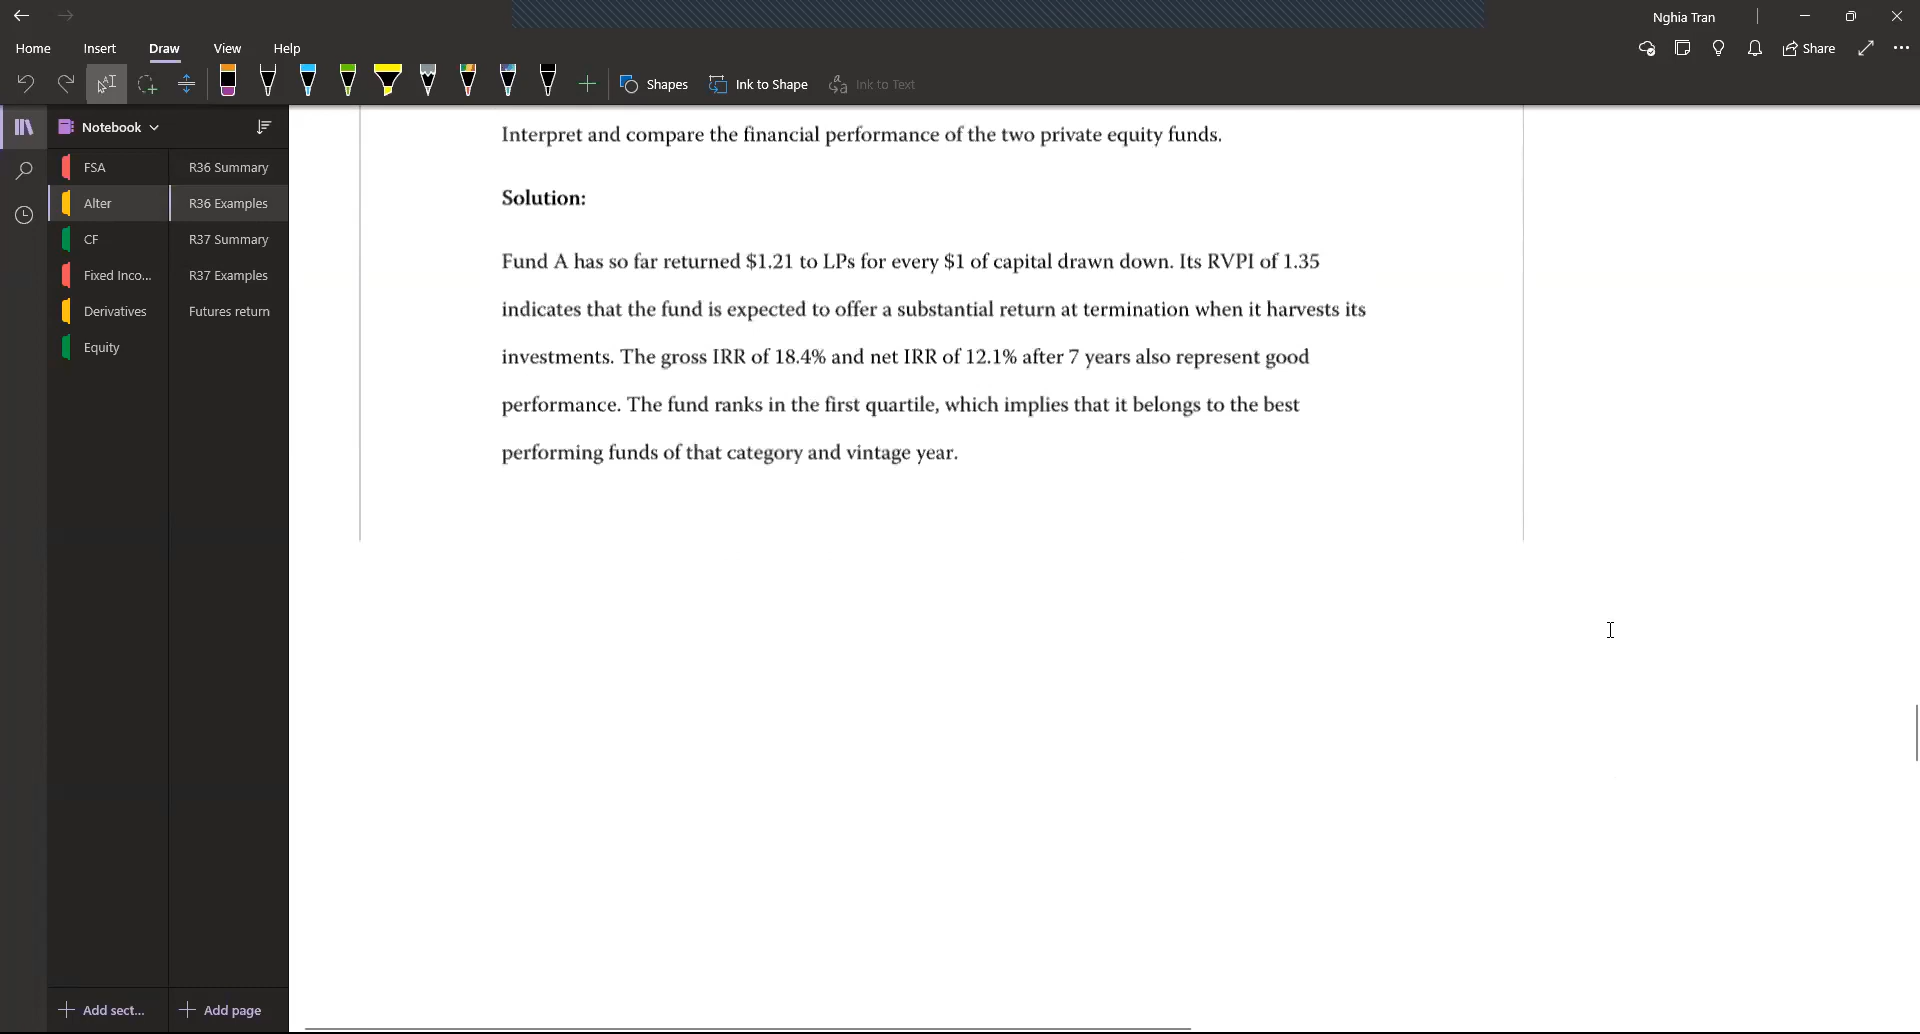 Nghia Tran
Home Insert Draw View Help
Share
Shapes Ink to Shape Ink to Text
Notebook
FSA
Alter
CF
Fixed Inco...
Derivatives
Equity
R36 Summary
R36 Examples
R37 Summary
R37 Examples
Futures return
Interpret and compare the financial performance of the two private equity funds.
Solution:
Fund A has so far returned $1.21 to LPs for every $1 of capital drawn down. Its RVPI of 1.35
indicates that the fund is expected to offer a substantial return at termination when it harvests its
investments. The gross IRR of 18.4% and net IRR of 12.1% after 7 years also represent good
performance. The fund ranks in the first quartile, which implies that it belongs to the best
performing funds of that category and vintage year.
Add sect... Add page